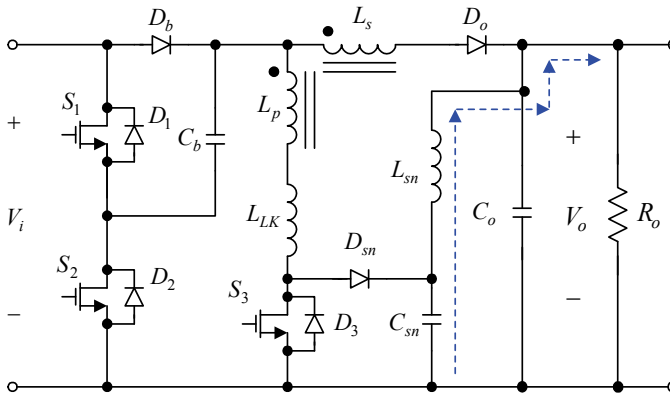 D_b L_s D_o
S_1 D_1 C_b L_p
+ V_i −
L_LK L_sn C_o + V_o − R_o
S_2 D_2 S_3 D_3 D_sn C_sn